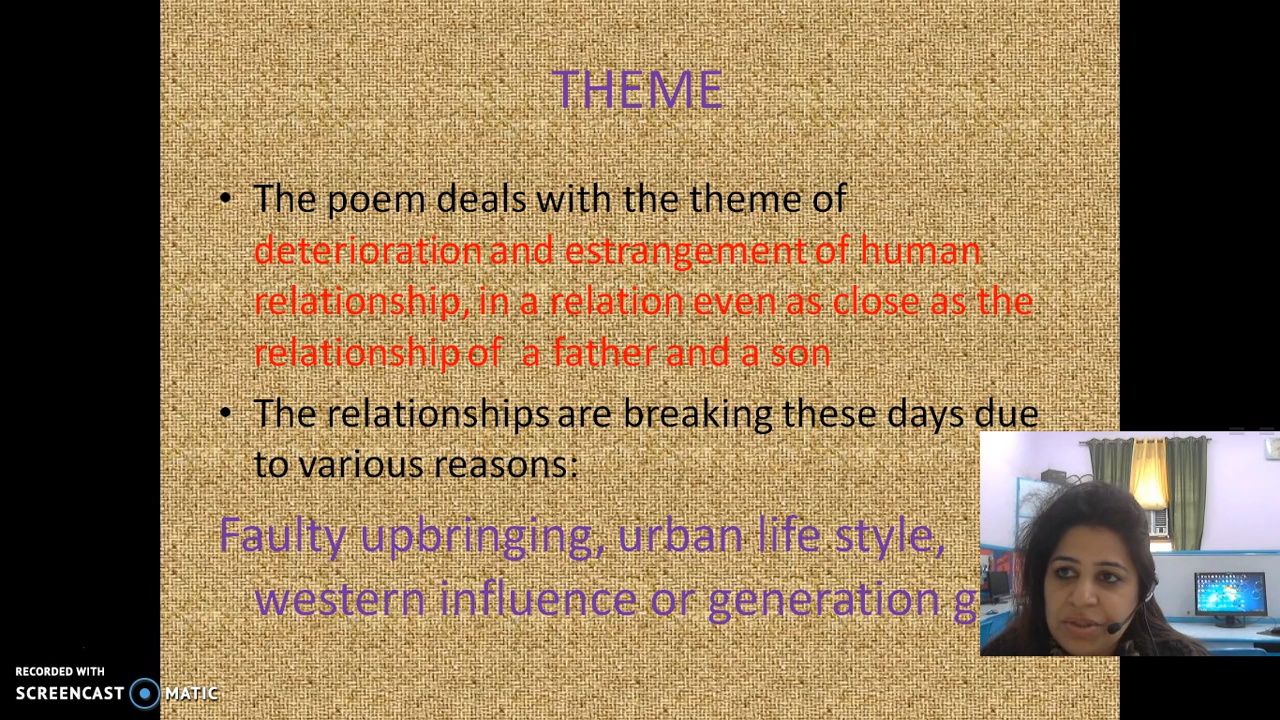 THEME
• The poem deals with the theme of
deterioration and estrangement of human
relationship, in a relation even as close as the
relationship of a father and a son
• The relationships are breaking these days due
to various reasons:
Faulty upbringing, urban life style,
western influence or generation g
RECORDED WITH
SCREENCAST MATIC